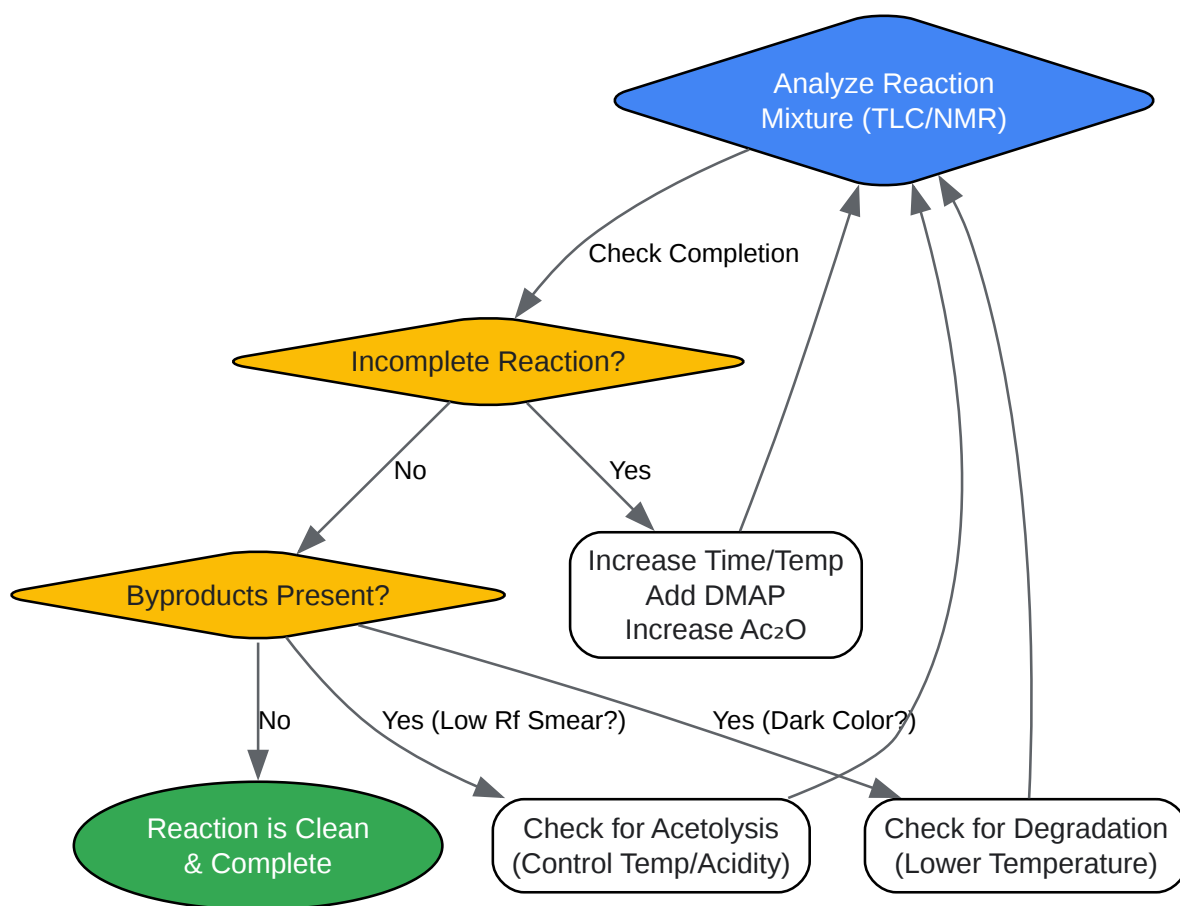 Analyze Reaction
Mixture (TLC/NMR)
Check Completion
Incomplete Reaction?
No
Yes
Increase Time/Temp
Add DMAP
Increase Ac₂O
Byproducts Present?
No
Yes (Low Rf Smear?)
Yes (Dark Color?)
Reaction is Clean
& Complete
Check for Acetolysis
(Control Temp/Acidity)
Check for Degradation
(Lower Temperature)